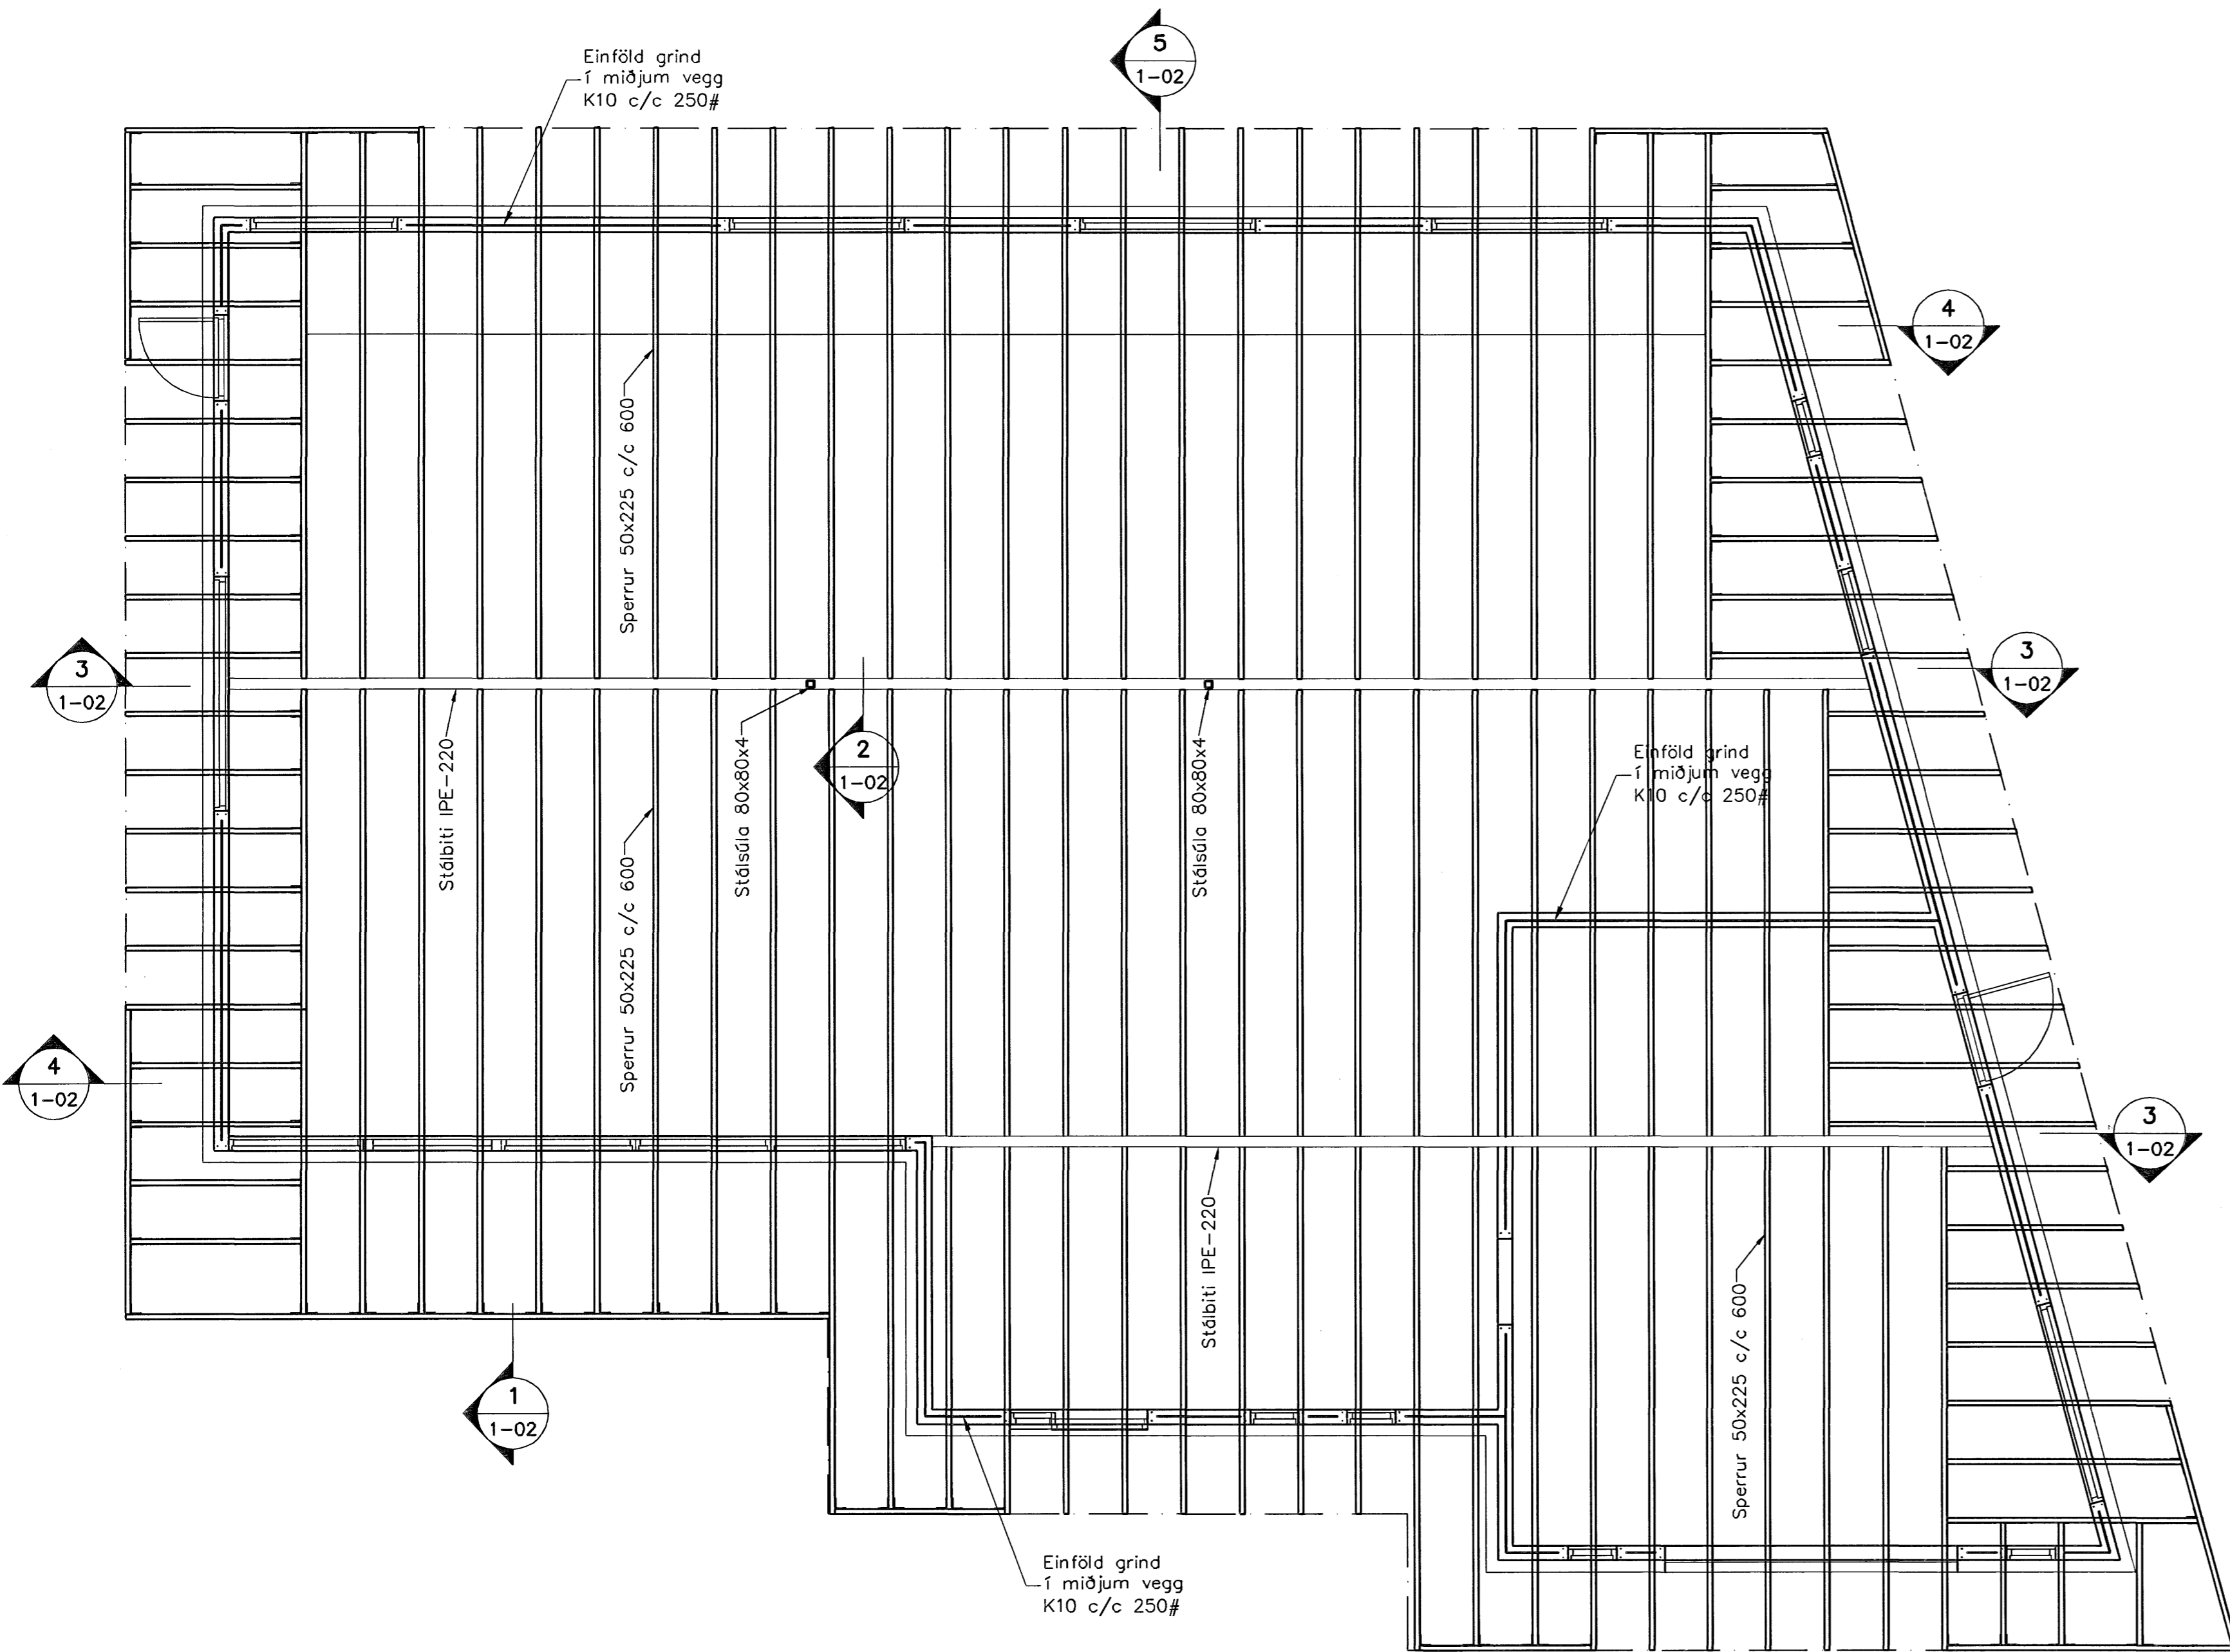 Einföld grind
í miðjum vegg
K10 c/c 250#
5
1-02
4
1-02
Sperrur 50x225 c/c 600
3
1-02
3
1-02
Stálbiti IPE-220
Stálsúla 80x80x4
2
1-02
Stálsúla 80x80x4
Einföld grind
í miðjum vegg
K10 c/c 250#
Sperrur 50x225 c/c 600
4
1-02
3
1-02
Stálbiti IPE-220
Sperrur 50x225 c/c 600
1
1-02
Einföld grind
í miðjum vegg
K10 c/c 250#